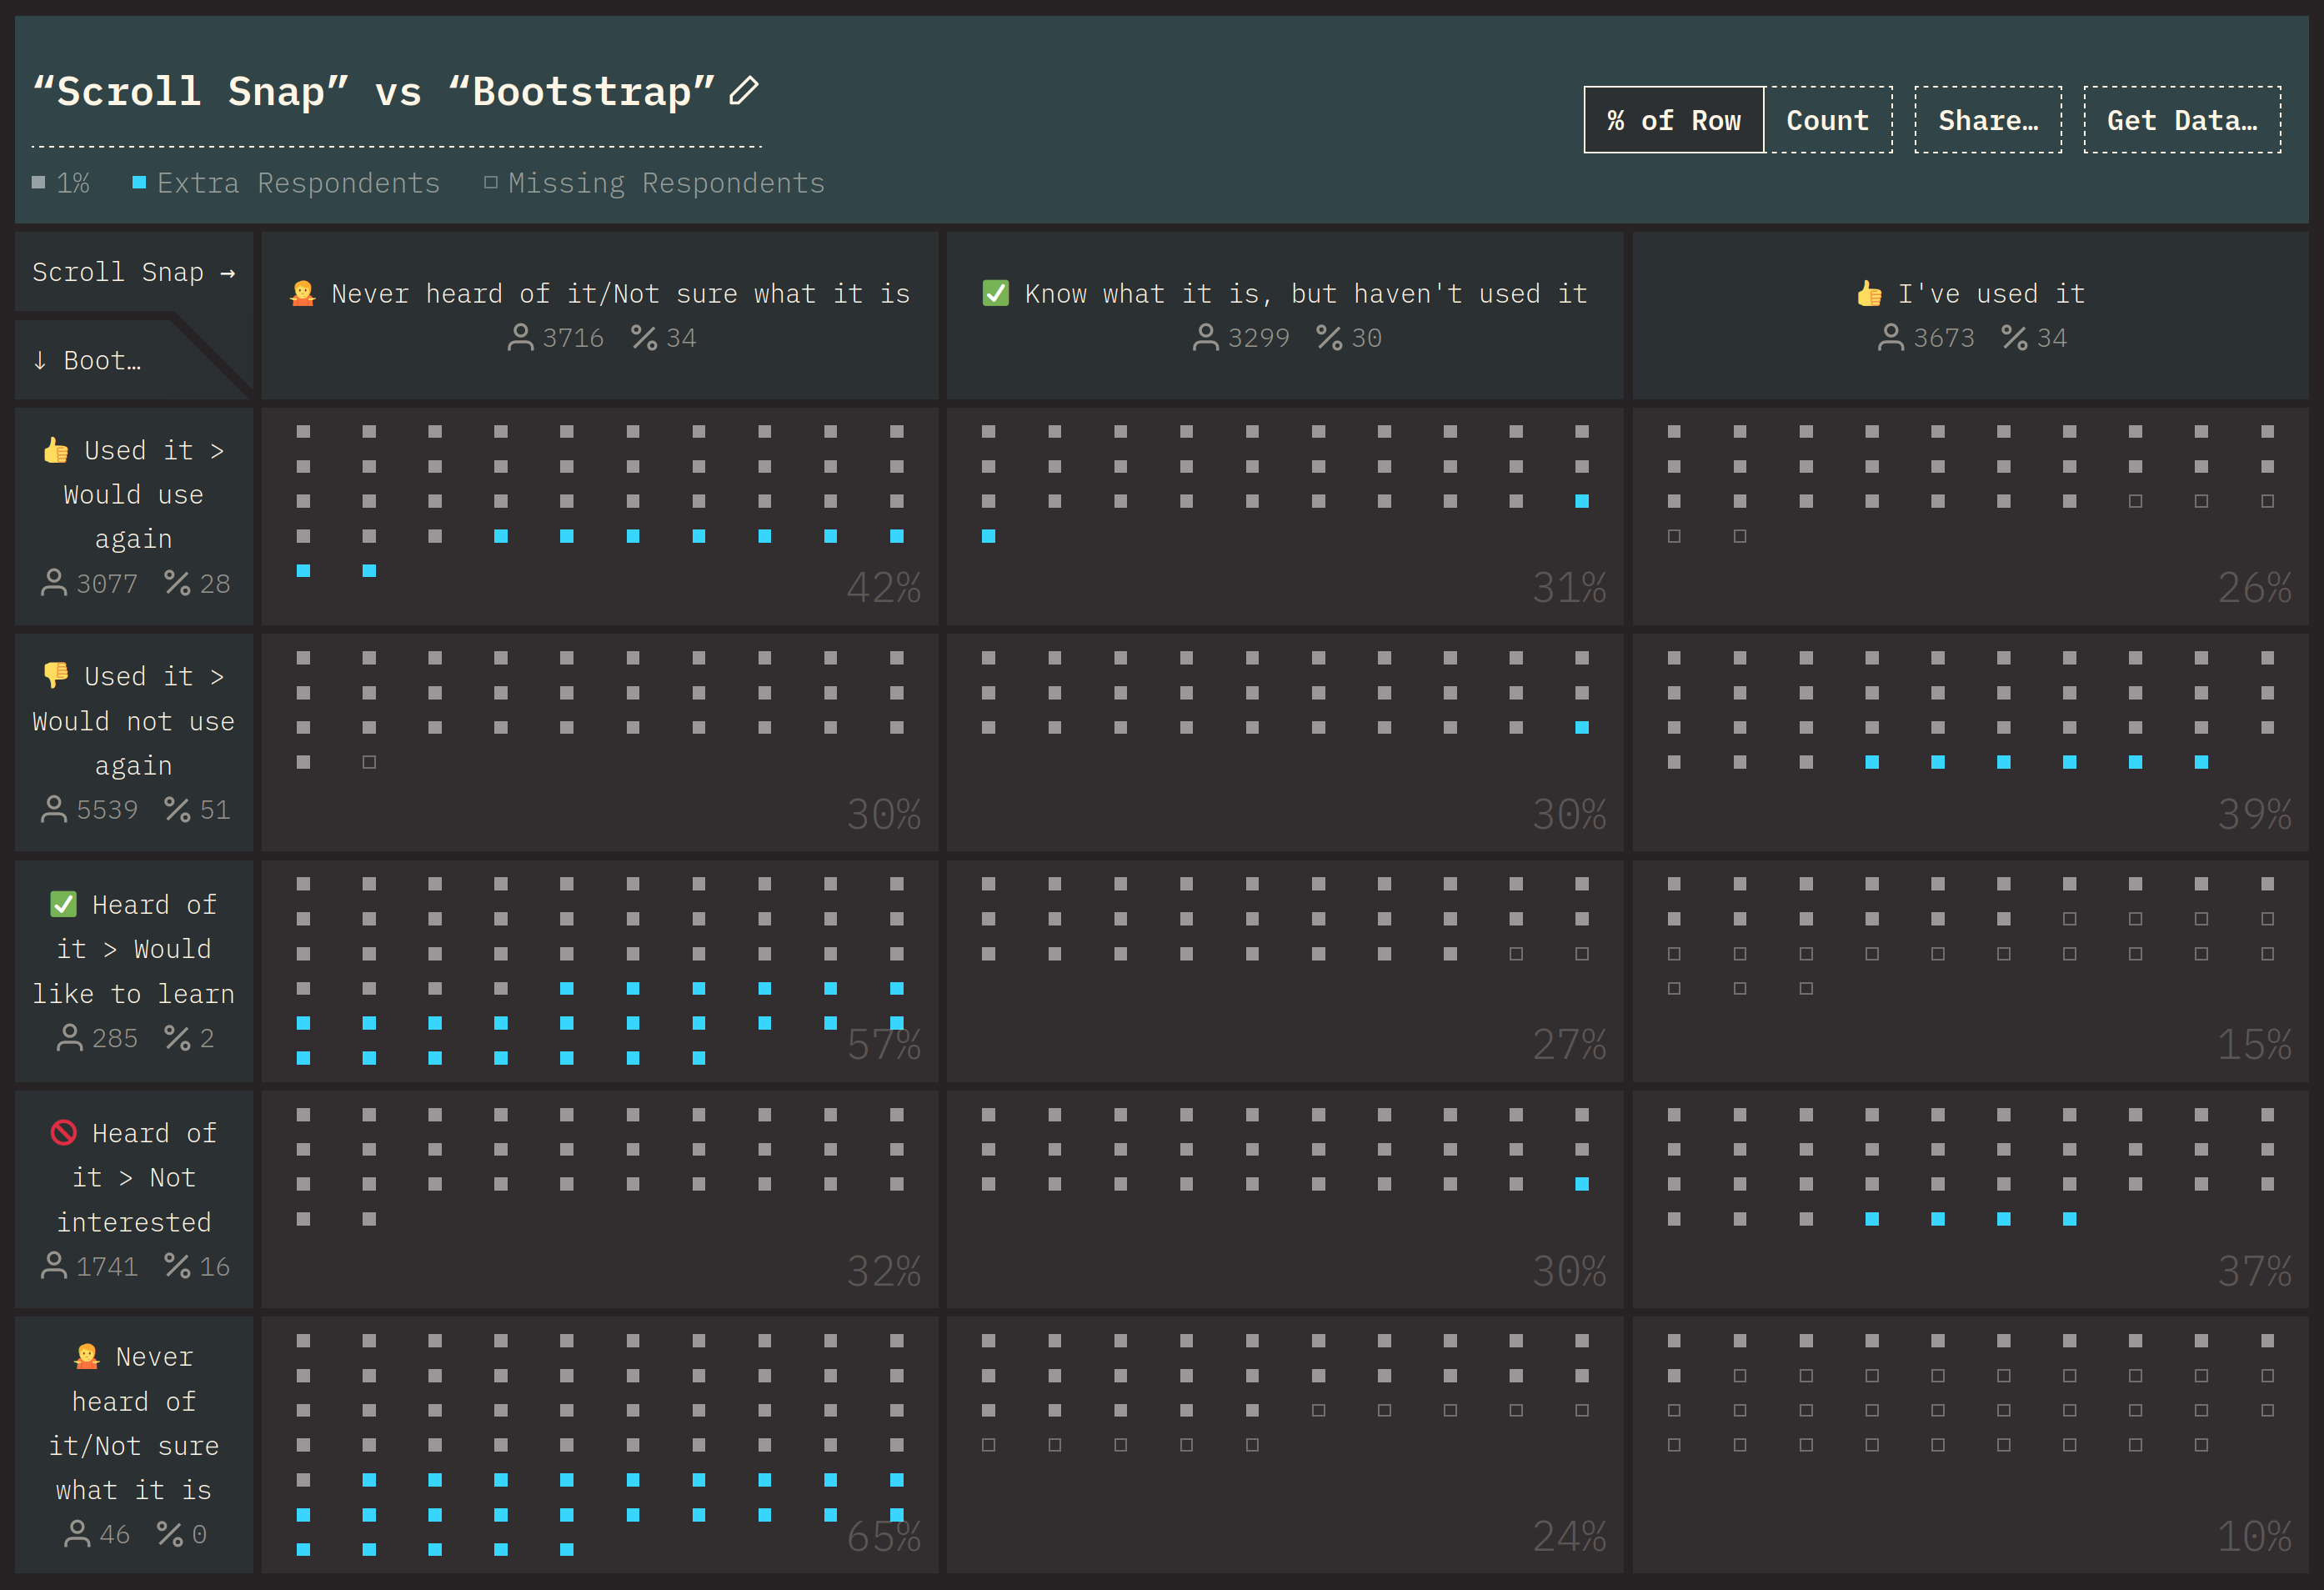 “Scroll Snap” vs “Bootstrap”
% of Row Count Share… Get Data…
1% Extra Respondents Missing Respondents
Scroll Snap →
↓ Boot…
Never heard of it/Not sure what it is
3716 % 34
Know what it is, but haven't used it
3299 % 30
I've used it
3673 % 34
Used it >
Would use
again
3077 % 28
42%
31%
26%
Used it >
Would not use
again
5539 % 51
30%
30%
39%
Heard of
it > Would
like to learn
285 % 2
57%
27%
15%
Heard of
it > Not
interested
1741 % 16
32%
30%
37%
Never
heard of
it/Not sure
what it is
46 % 0
65%
24%
10%